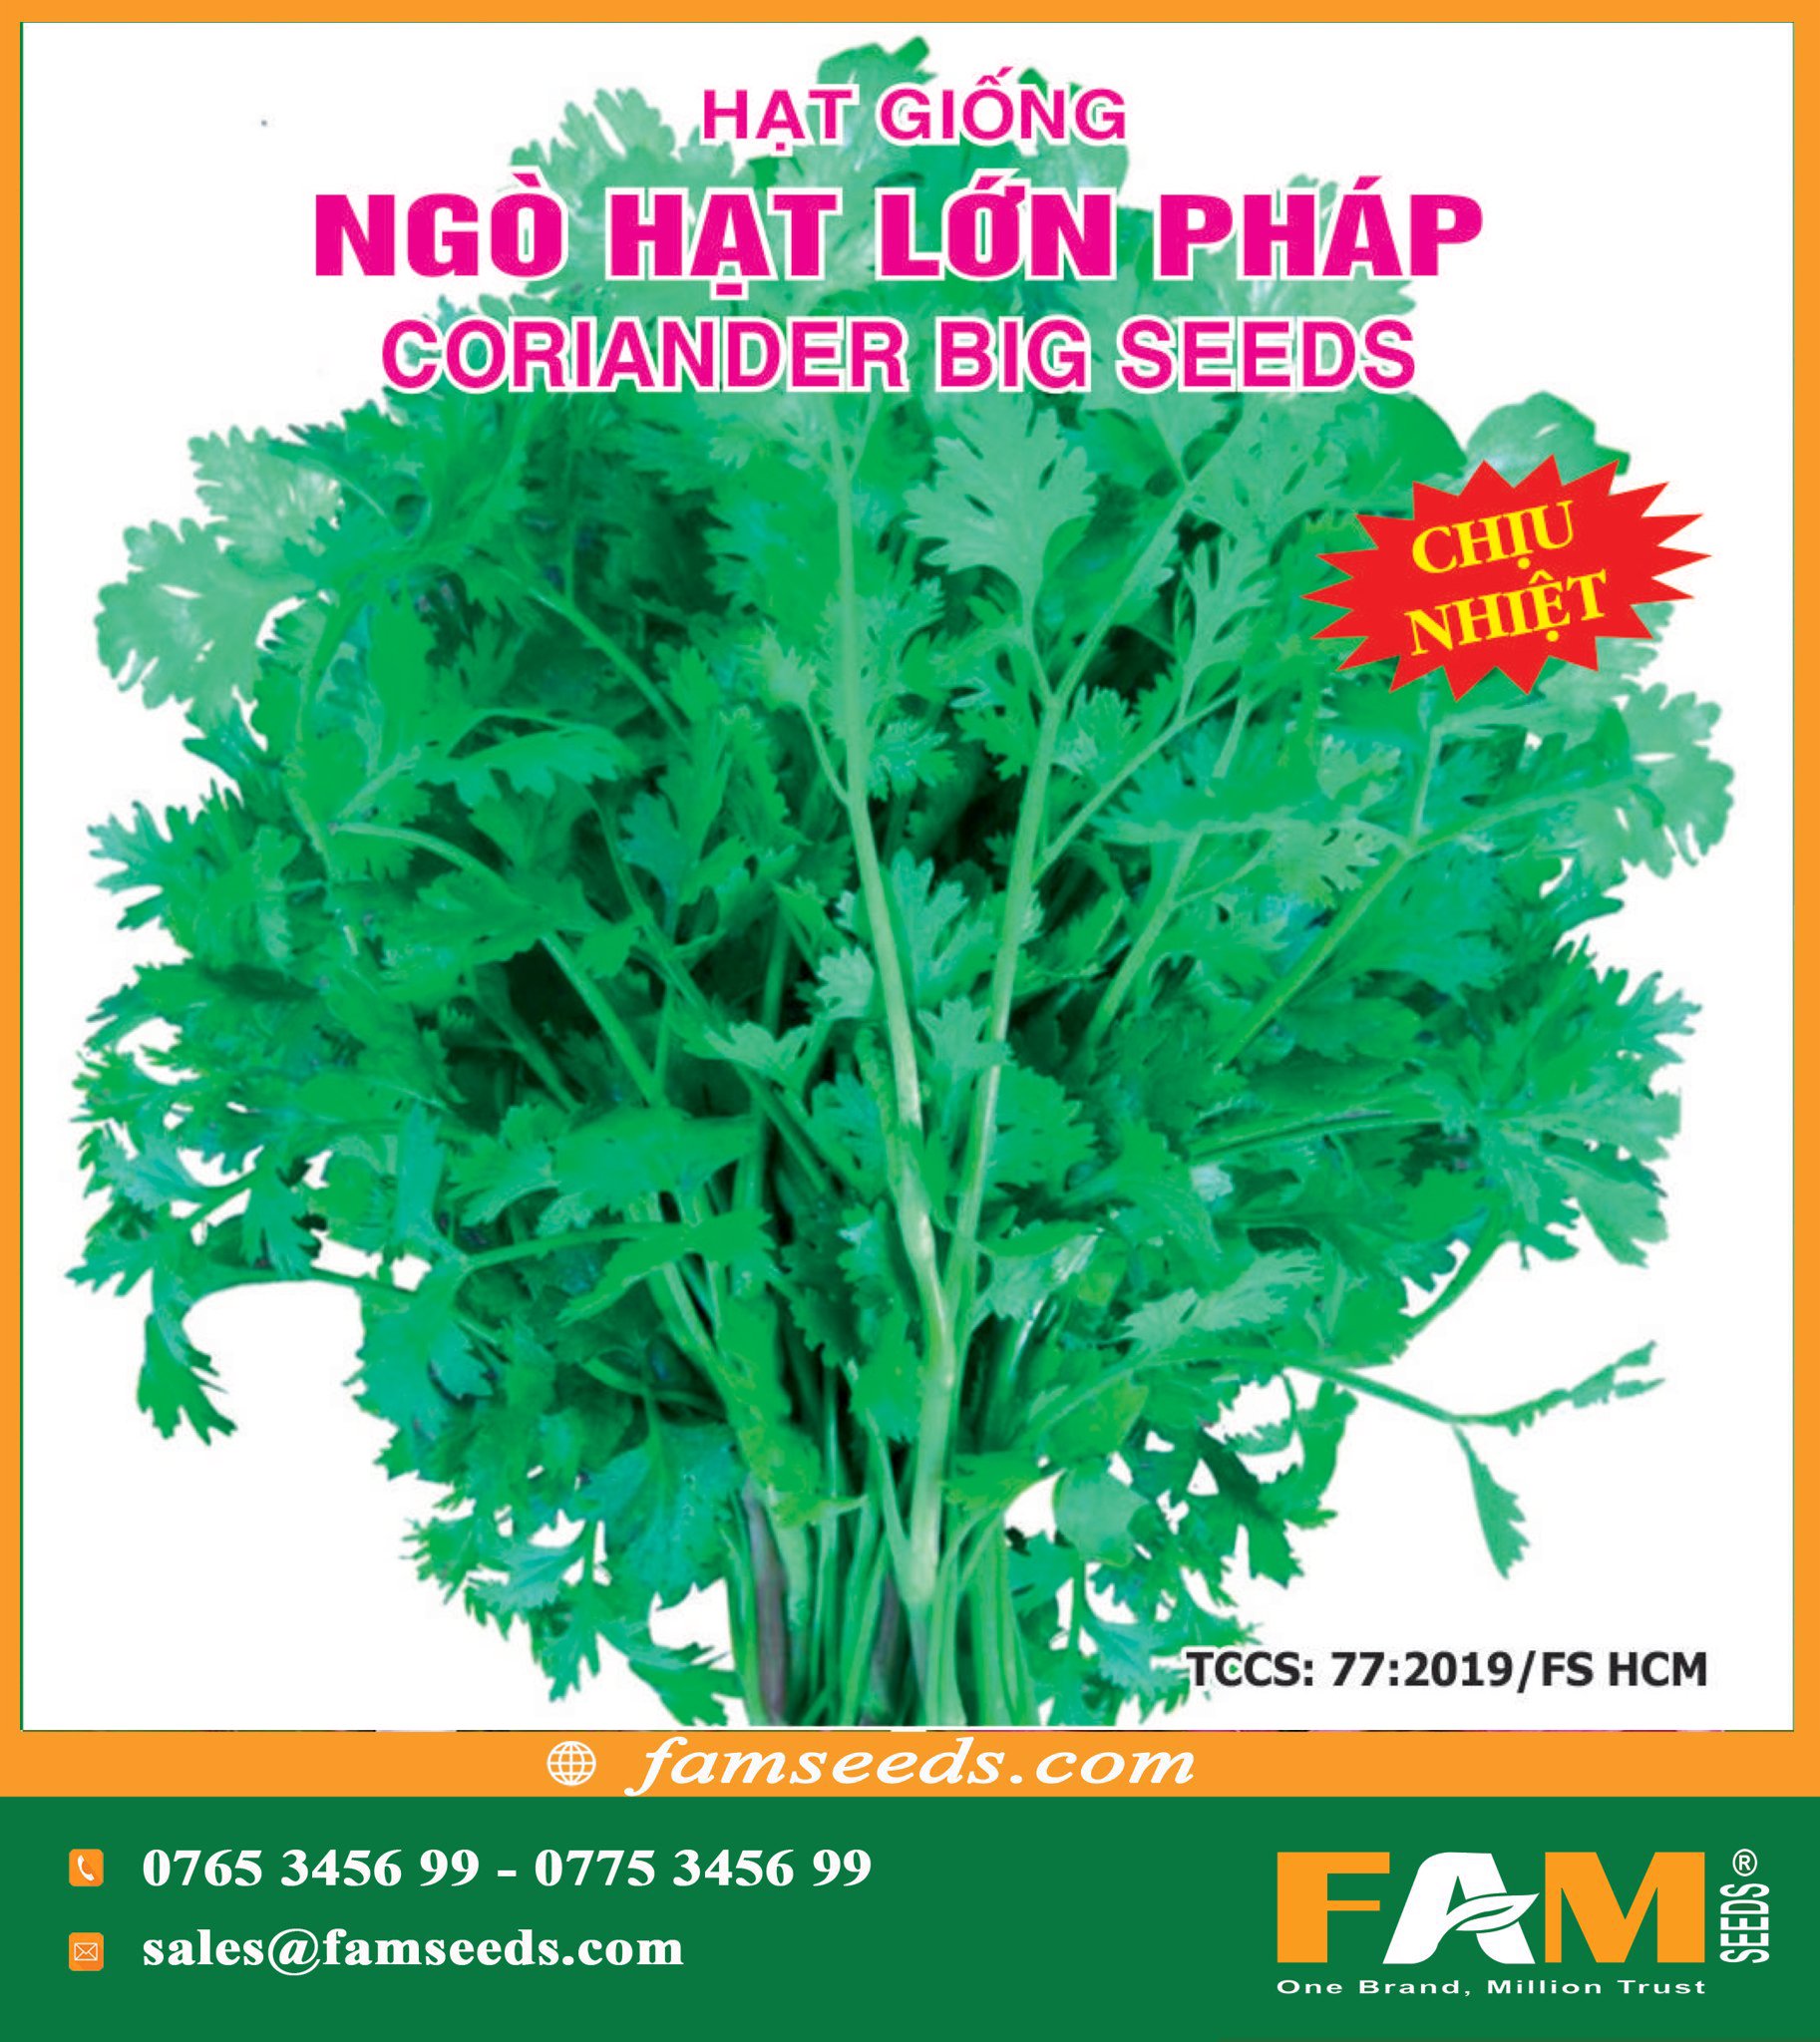 HẠT GIỐNG
NGÒ HẠT LỚN PHÁP
CORIANDER BIG SEEDS
CHỊU
NHIỆT
TCCS: 77:2019/FS HCM
famseeds.com
0765 3456 99 - 0775 3456 99
sales@famseeds.com
FAM SEEDS®
One Brand, Million Trust